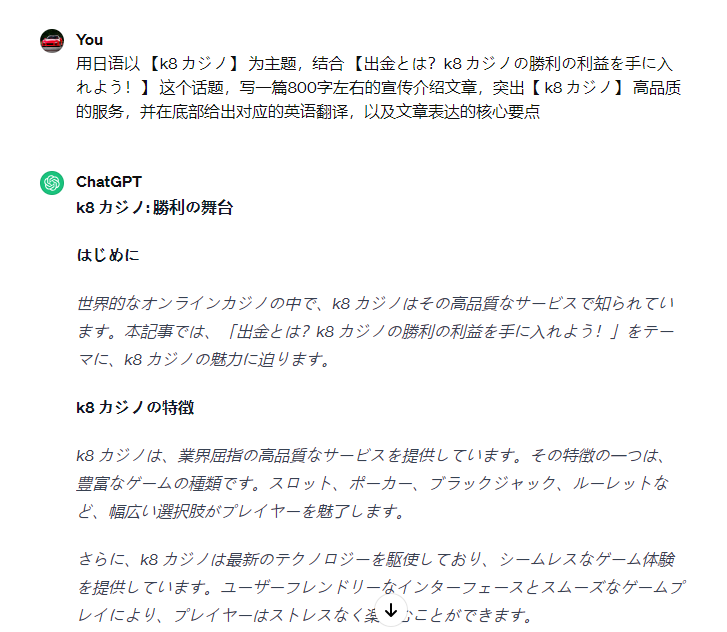 You
用日语以 【k8 カジノ】 为主题，结合 【出金とは？k8 カジノの勝利の利益を手に入
れよう！】 这个话题，写一篇800字左右的宣传介绍文章，突出【 k8 カジノ】 高品质
的服务，并在底部给出对应的英语翻译，以及文章表达的核心要点
ChatGPT
k8 カジノ: 勝利の舞台
はじめに
世界的なオンラインカジノの中で、k8 カジノはその高品質なサービスで知られてい
ます。本記事では、「出金とは？k8 カジノの勝利の利益を手に入れよう！」をテー
マに、k8 カジノの魅力に迫ります。
k8 カジノの特徴
k8 カジノは、業界屈指の高品質なサービスを提供しています。その特徴の一つは、
豊富なゲームの種類です。スロット、ポーカー、ブラックジャック、ルーレットな
ど、幅広い選択肢がプレイヤーを魅了します。
さらに、k8 カジノは最新のテクノロジーを駆使しており、シームレスなゲーム体験
を提供しています。ユーザーフレンドリーなインターフェースとスムーズなゲームプ
レイにより、プレイヤーはストレスなく楽むことができます。